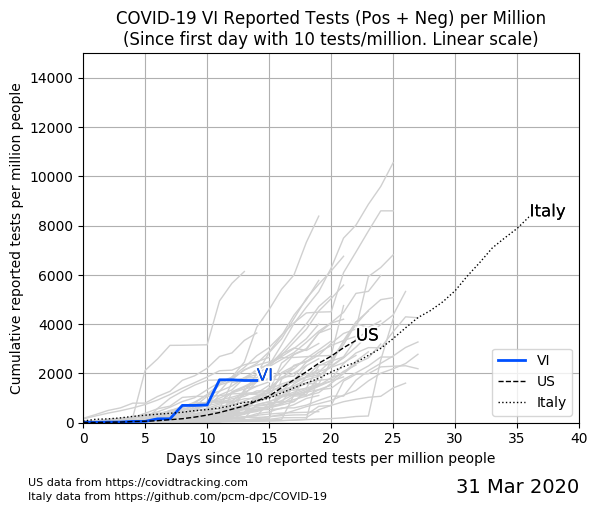 COVID-19 VI Reported Tests (Pos + Neg) per Million
(Since first day with 10 tests/million. Linear scale)
Cumulative reported tests per million people
14000
12000
10000
8000
6000
4000
2000
0
Italy
US
VI
VI
US
Italy
0 5 10 15 20 25 30 35 40
Days since 10 reported tests per million people
US data from https://covidtracking.com
Italy data from https://github.com/pcm-dpc/COVID-19
31 Mar 2020